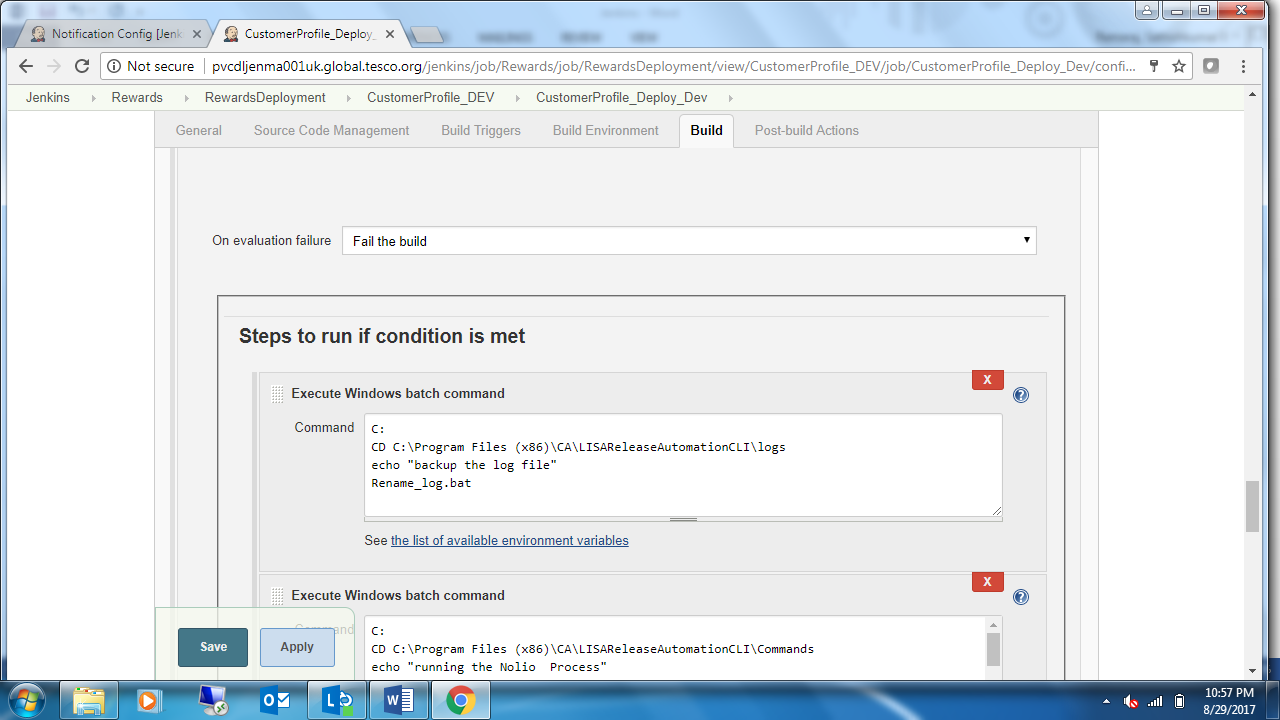 Notification Config [Jenk
CustomerProfile_Deploy_
Not secure pvcdljenma001uk.global.tesco.org/jenkins/job/Rewards/job/RewardsDeployment/view/CustomerProfile_DEV/job/CustomerProfile_Deploy_Dev/confi...
Jenkins Rewards RewardsDeployment CustomerProfile_DEV CustomerProfile_Deploy_Dev
General Source Code Management Build Triggers Build Environment Build Post-build Actions
On evaluation failure Fail the build
Steps to run if condition is met
X
Execute Windows batch command
Command
C:
CD C:\Program Files (x86)\CA\LISAReleaseAutomationCLI\logs
echo "backup the log file"
Rename_log.bat
See the list of available environment variables
X
Execute Windows batch command
Command
C:
CD C:\Program Files (x86)\CA\LISAReleaseAutomationCLI\Commands
echo "running the Nolio  Process"
Save Apply
10:57 PM
8/29/2017